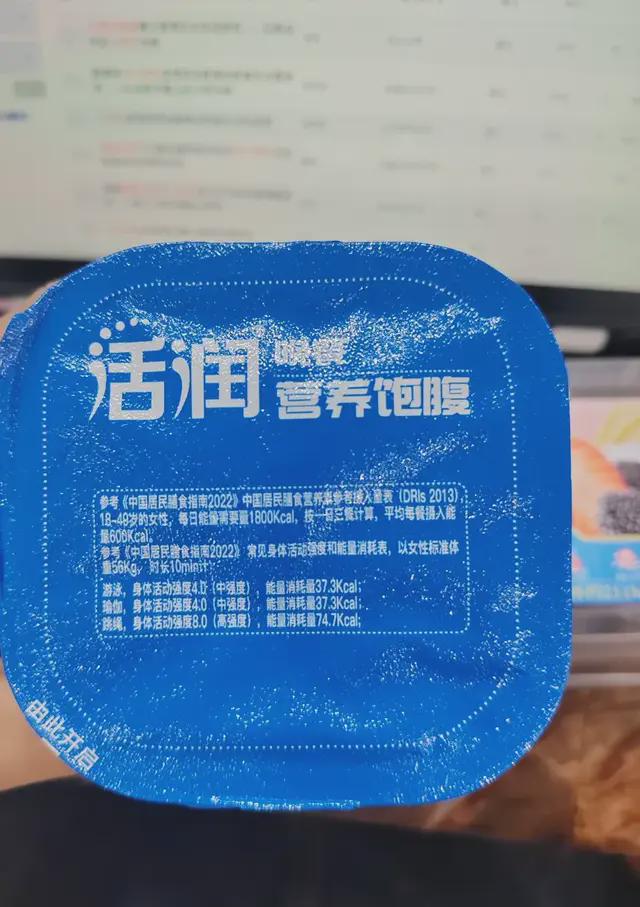 活润
晚餐
营养饱腹
参考《中国居民膳食指南2022》中国居民膳食营养素参考摄入量表（DRIs 2013），
18-49岁的女性，每日能量需要量1800Kcal，按一日三餐计算，平均每餐摄入能
量606Kcal；
参考《中国居民膳食指南2022》常见身体活动强度和能量消耗表，以女性标准体
重56Kg，时长10min计
游泳，身体活动强度4.0（中强度），能量消耗量37.3Kcal；
瑜伽，身体活动强度4.0（中强度），能量消耗量37.3Kcal；
跳绳，身体活动强度8.0（高强度），能量消耗量74.7Kcal；
由此开启